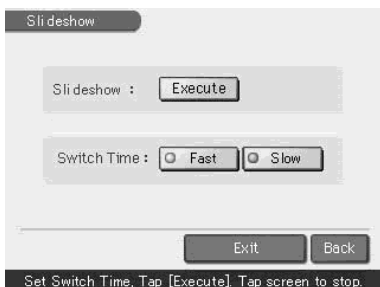 Slideshow
Slideshow : Execute
Switch Time : Fast Slow
Exit Back
Set Switch Time, Tap [Execute]. Tap screen to stop.